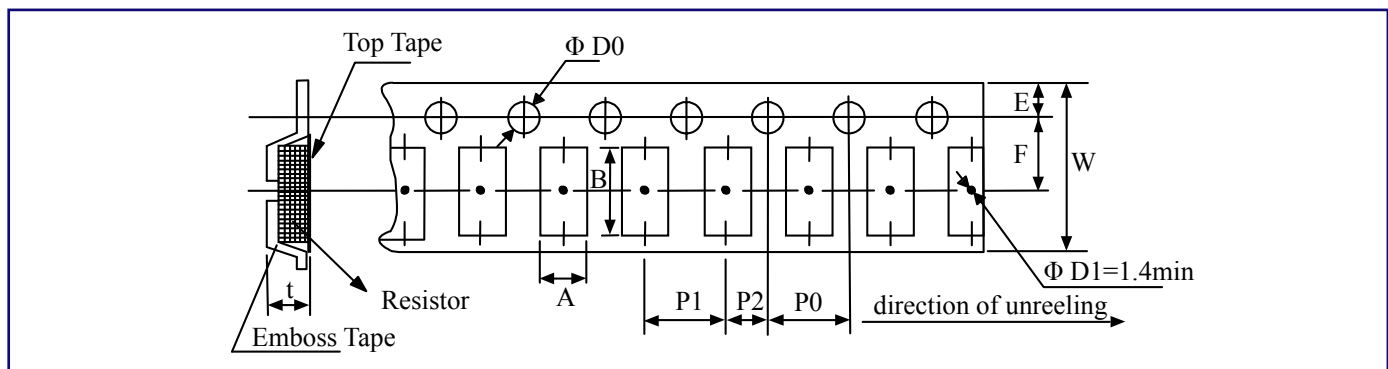 Top Tape
Φ D0
E
F
W
B
Φ D1=1.4min
t
Resistor
A
P1
P2
P0
direction of unreeling
Emboss Tape